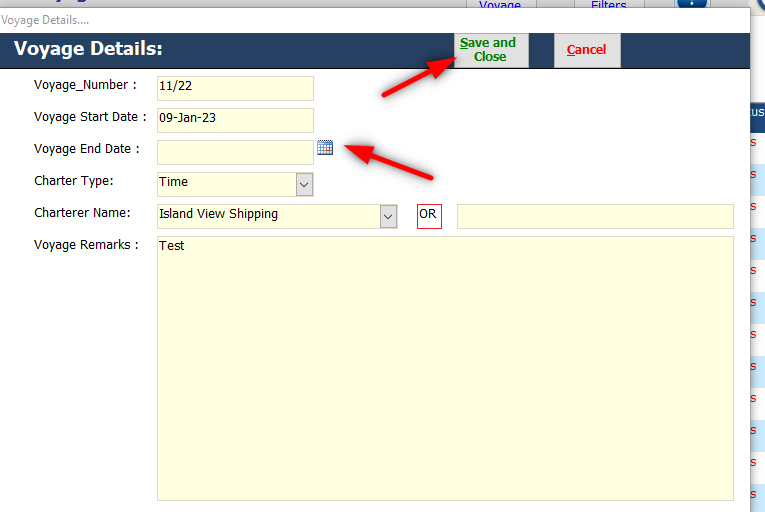 Voyage
Filters
Voyage Details....
Voyage Details:
Save and
Close
Cancel
Voyage_Number :
11/22
Voyage Start Date :
09-Jan-23
Voyage End Date :
Charter Type:
Time
Charterer Name:
Island View Shipping
OR
Voyage Remarks :
Test